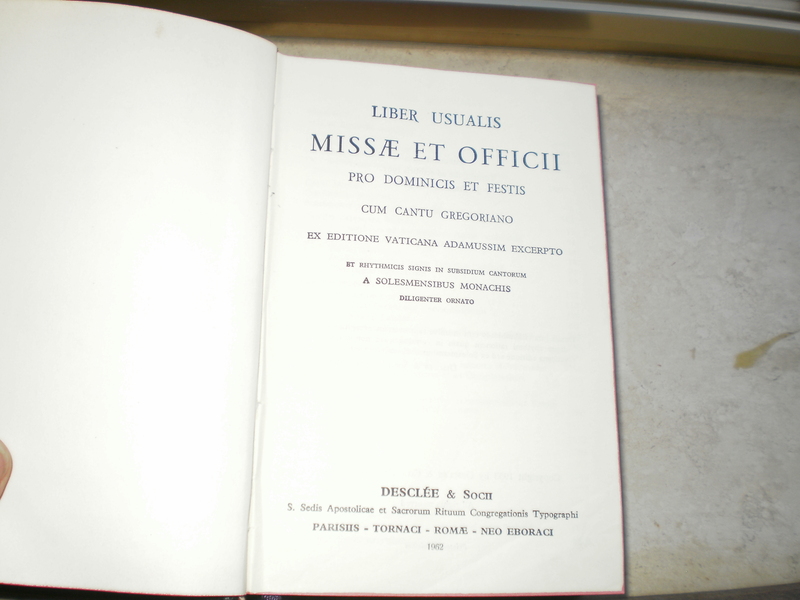 LIBER USUALIS
MISSÆ ET OFFICII
PRO DOMINICIS ET FESTIS
CUM CANTU GREGORIANO
EX EDITIONE VATICANA ADAMUSSIM EXCERPTO
ET RHYTHMICIS SIGNIS IN SUBSIDIUM CANTORUM
A SOLESMENSIBUS MONACHIS
DILIGENTER ORNATO
DESCLÉE & SOCII
S. Sedis Apostolicae et Sacrorum Rituum Congregationis Typographi
PARISIIS - TORNACI - ROMÆ - NEO EBORACI
1962